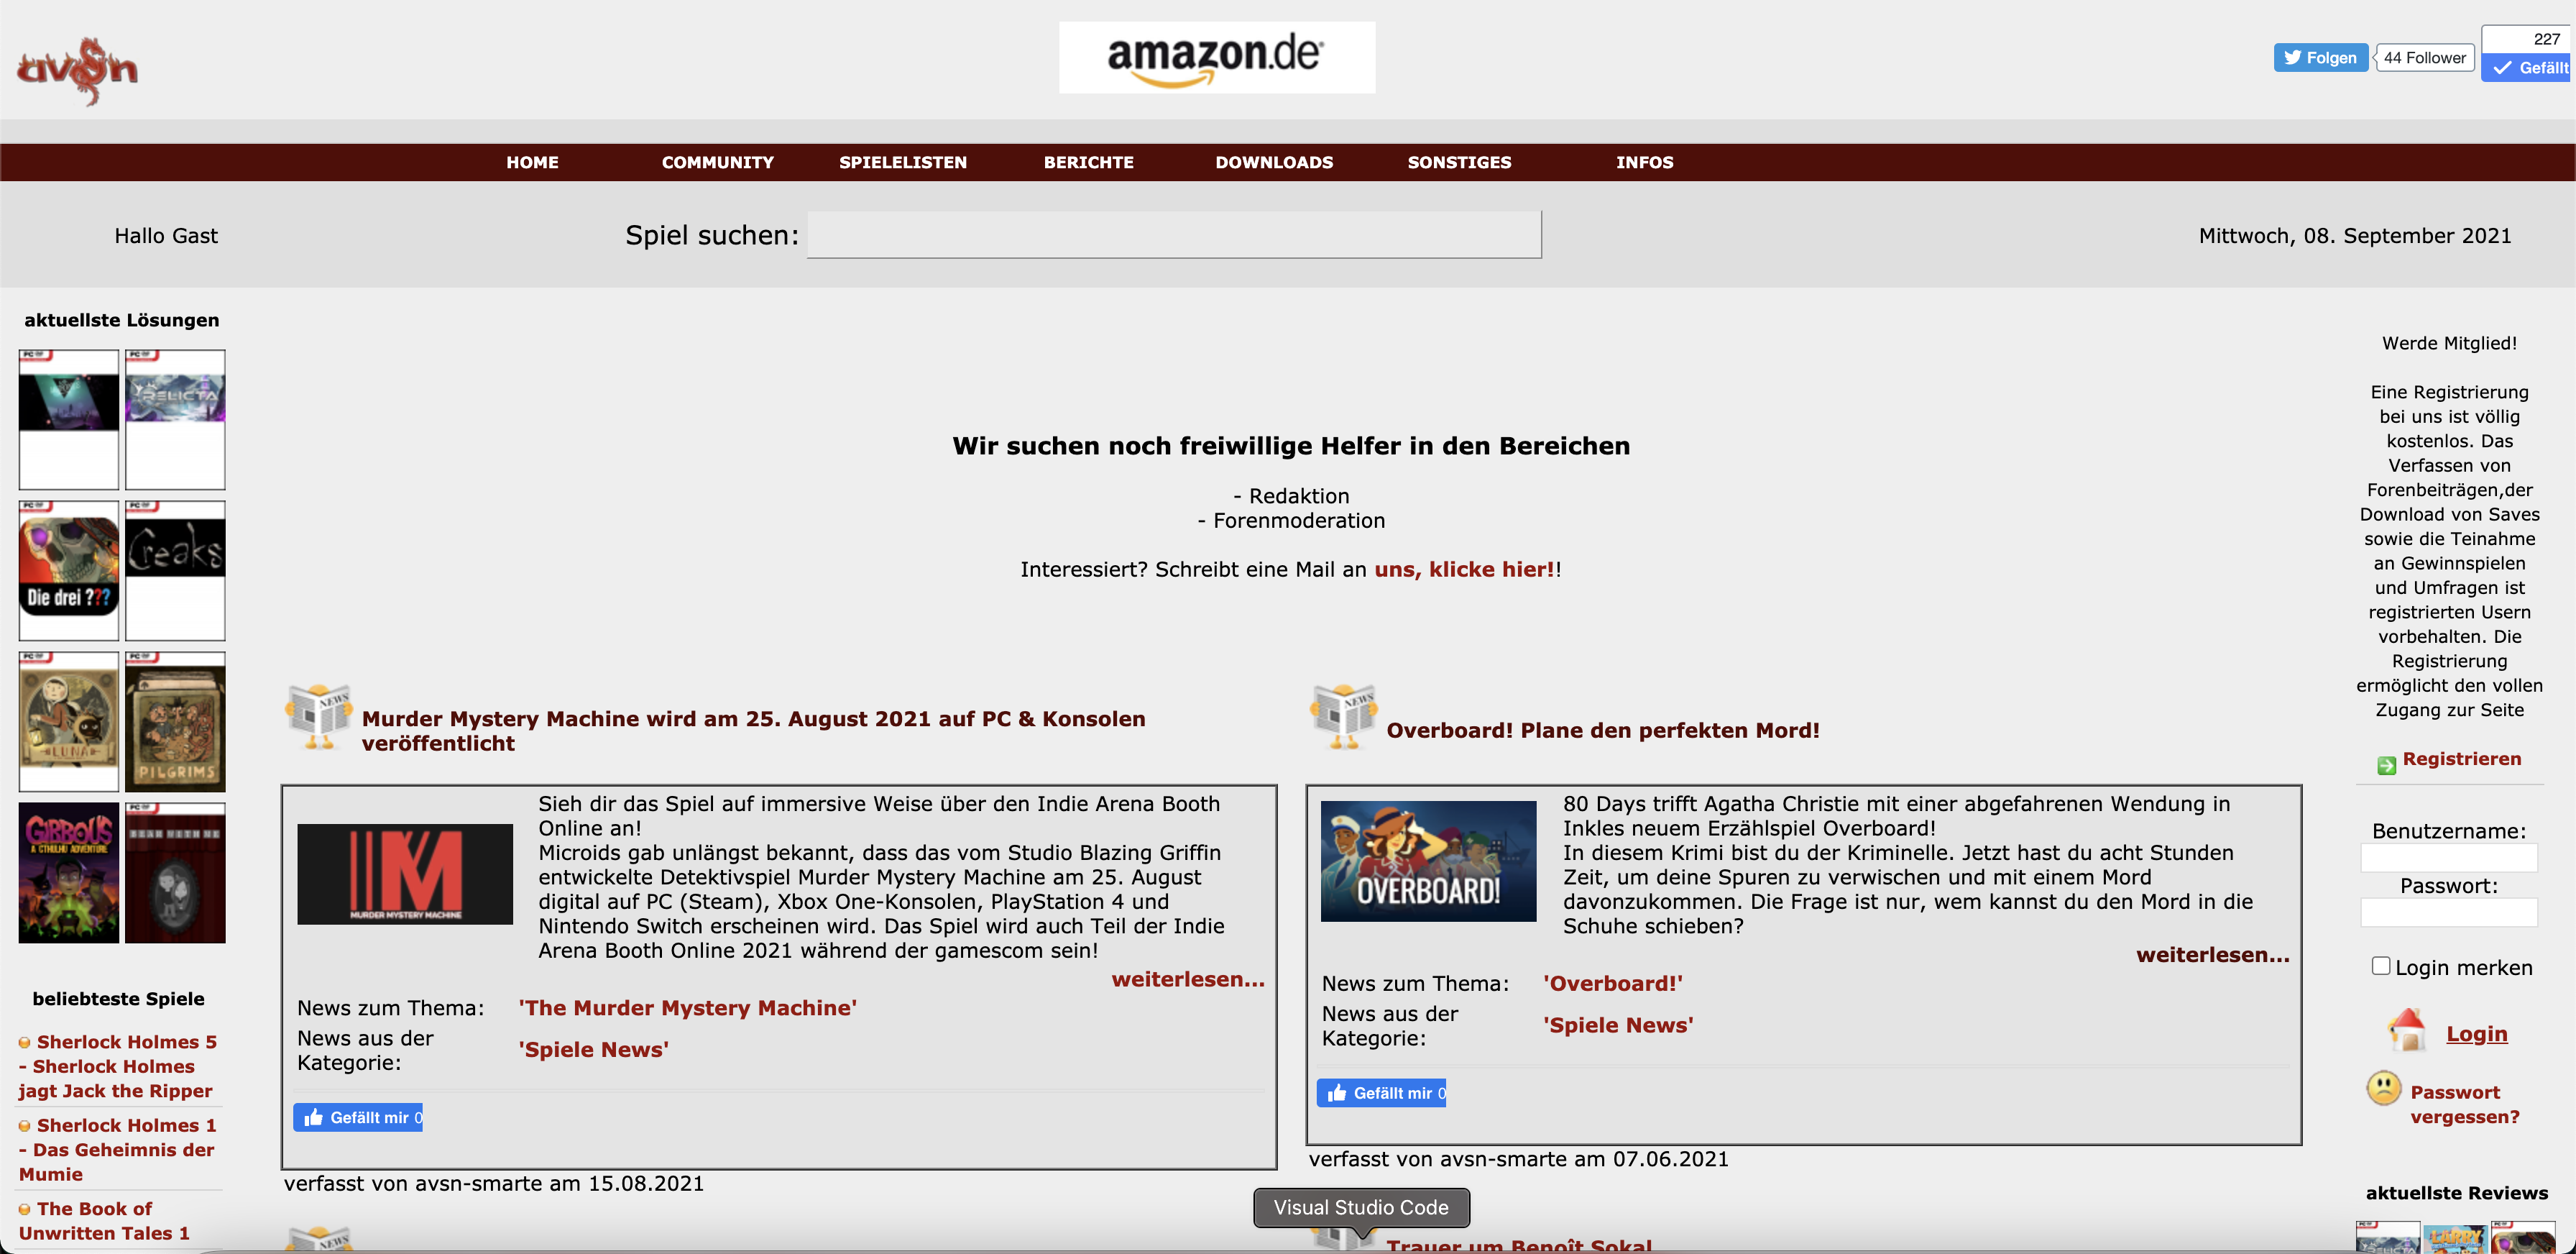 avsn
amazon.de
Folgen
44 Follower
227
Gefällt
HOME
COMMUNITY
SPIELELISTEN
BERICHTE
DOWNLOADS
SONSTIGES
INFOS
Hallo Gast
Spiel suchen:
Mittwoch, 08. September 2021
aktuellste Lösungen
RELICTA
Die drei ???
Creaks
LUNA
PILGRIMS
GIBBOUS
A CTHULHU ADVENTURE
BEAR WITH ME
beliebteste Spiele
Sherlock Holmes 5
- Sherlock Holmes
jagt Jack the Ripper
Sherlock Holmes 1
- Das Geheimnis der
Mumie
The Book of
Unwritten Tales 1
Wir suchen noch freiwillige Helfer in den Bereichen
- Redaktion
- Forenmoderation
Interessiert? Schreibt eine Mail an uns, klicke hier!!
NEWS
Murder Mystery Machine wird am 25. August 2021 auf PC & Konsolen
veröffentlicht
MURDER MYSTERY MACHINE
Sieh dir das Spiel auf immersive Weise über den Indie Arena Booth
Online an!
Microids gab unlängst bekannt, dass das vom Studio Blazing Griffin
entwickelte Detektivspiel Murder Mystery Machine am 25. August
digital auf PC (Steam), Xbox One-Konsolen, PlayStation 4 und
Nintendo Switch erscheinen wird. Das Spiel wird auch Teil der Indie
Arena Booth Online 2021 während der gamescom sein!
weiterlesen...
News zum Thema: 'The Murder Mystery Machine'
News aus der
Kategorie:
'Spiele News'
Gefällt mir 0
verfasst von avsn-smarte am 15.08.2021
NEWS
NEWS
Overboard! Plane den perfekten Mord!
OVERBOARD!
80 Days trifft Agatha Christie mit einer abgefahrenen Wendung in
Inkles neuem Erzählspiel Overboard!
In diesem Krimi bist du der Kriminelle. Jetzt hast du acht Stunden
Zeit, um deine Spuren zu verwischen und mit einem Mord
davonzukommen. Die Frage ist nur, wem kannst du den Mord in die
Schuhe schieben?
weiterlesen...
News zum Thema: 'Overboard!'
News aus der
Kategorie:
'Spiele News'
Gefällt mir 0
verfasst von avsn-smarte am 07.06.2021
Visual Studio Code
Trauer um Benoît Sokal
Werde Mitglied!
Eine Registrierung
bei uns ist völlig
kostenlos. Das
Verfassen von
Forenbeiträgen,der
Download von Saves
sowie die Teinahme
an Gewinnspielen
und Umfragen ist
registrierten Usern
vorbehalten. Die
Registrierung
ermöglicht den vollen
Zugang zur Seite
Registrieren
Benutzername:
Passwort:
Login merken
Login
Passwort
vergessen?
aktuellste Reviews
RELICTA
LARRY